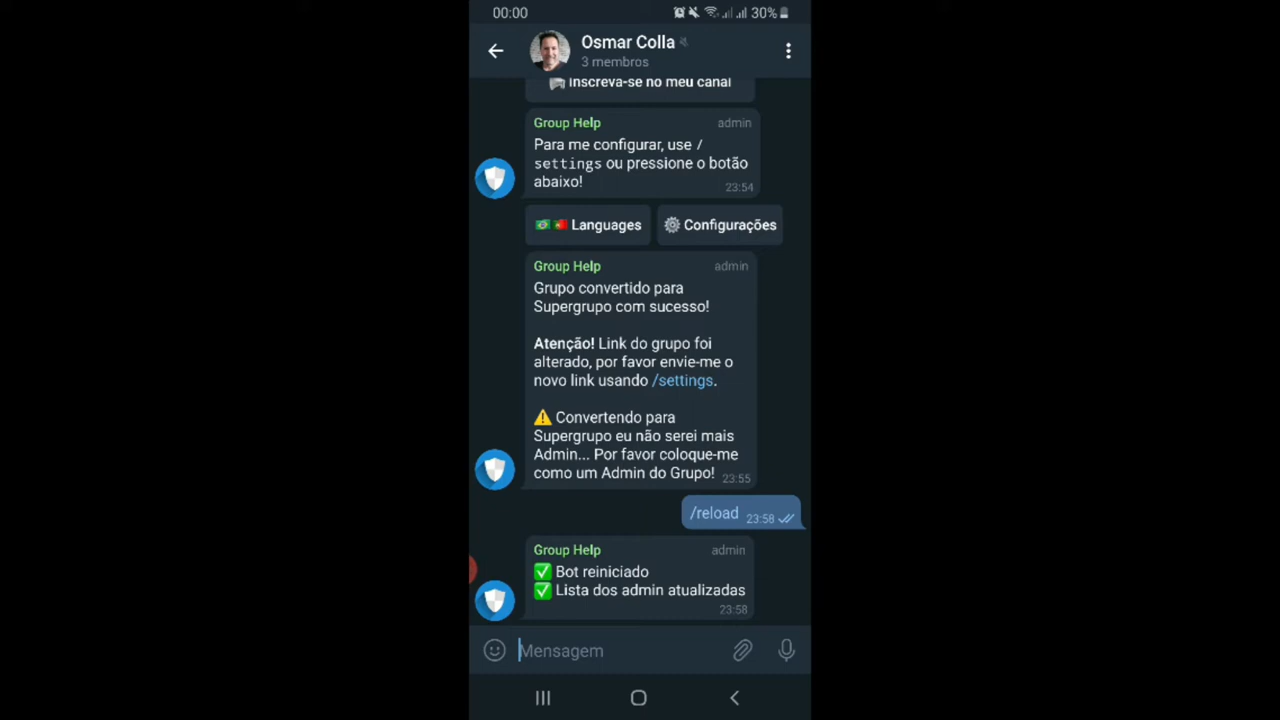 00:00
30%
Osmar Colla
3 membros
Inscreva-se no meu canal
Group Help admin
Para me configurar, use /
settings ou pressione o botão
abaixo!
23:54
Languages
Configurações
Group Help admin
Grupo convertido para
Supergrupo com sucesso!
Atenção! Link do grupo foi
alterado, por favor envie-me o
novo link usando /settings.
Convertendo para
Supergrupo eu não serei mais
Admin... Por favor coloque-me
como um Admin do Grupo!
23:55
/reload 23:58
Group Help admin
Bot reiniciado
Lista dos admin atualizadas
23:58
Mensagem